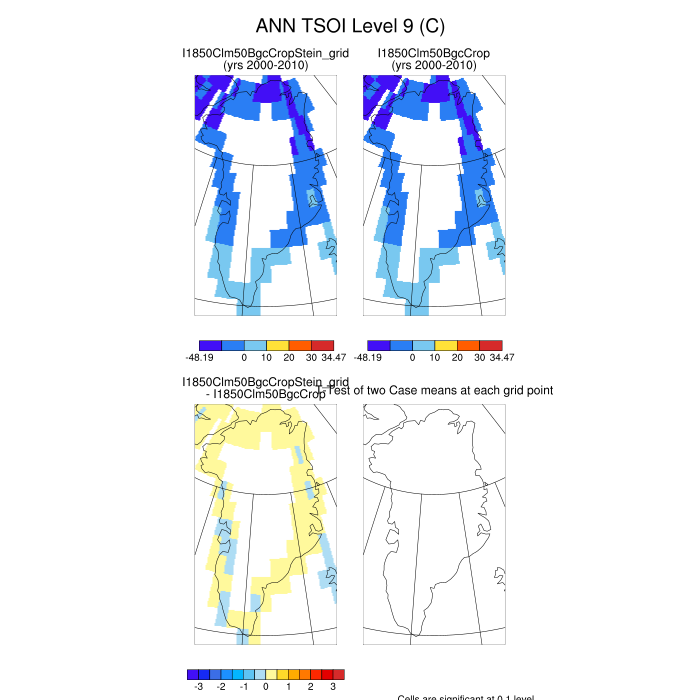 ANN TSOI Level 9 (C)
I1850Clm50BgcCropStein_grid
(yrs 2000-2010)
I1850Clm50BgcCrop
(yrs 2000-2010)
-48.19 0 10 20 30 34.47
-48.19 0 10 20 30 34.47
I1850Clm50BgcCropStein_grid
- I1850Clm50BgcCrop
T-Test of two Case means at each grid point
-3 -2 -1 0 1 2 3
Cells are significant at 0.1 level